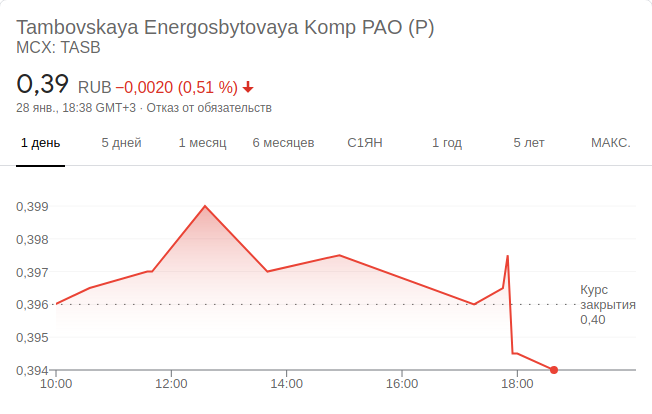 Tambovskaya Energosbytovaya Komp PAO (P)
MCX: TASB
0,39 RUB −0,0020 (0,51 %)
28 янв., 18:38 GMT+3 · Отказ от обязательств
1 день 5 дней 1 месяц 6 месяцев С1ЯН 1 год 5 лет МАКС.
0,399
0,398
0,397
0,396
0,395
0,394
Курс
закрытия
0,40
10:00 12:00 14:00 16:00 18:00